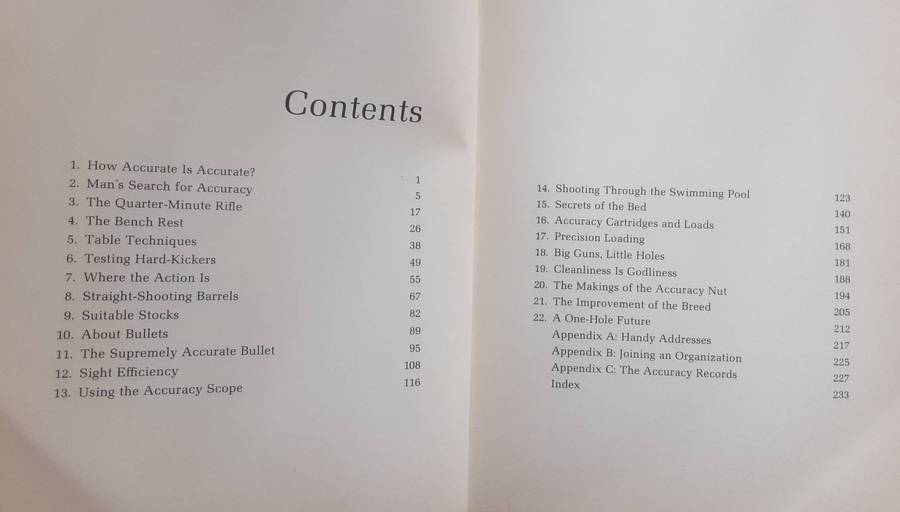 Contents
1. How Accurate Is Accurate? 1
2. Man's Search for Accuracy 5
3. The Quarter-Minute Rifle 17
4. The Bench Rest 26
5. Table Techniques 38
6. Testing Hard-Kickers 49
7. Where the Action Is 55
8. Straight-Shooting Barrels 67
9. Suitable Stocks 82
10. About Bullets 89
11. The Supremely Accurate Bullet 95
12. Sight Efficiency 108
13. Using the Accuracy Scope 116
14. Shooting Through the Swimming Pool 123
15. Secrets of the Bed 140
16. Accuracy Cartridges and Loads 151
17. Precision Loading 168
18. Big Guns, Little Holes 181
19. Cleanliness Is Godliness 188
20. The Makings of the Accuracy Nut 194
21. The Improvement of the Breed 205
22. A One-Hole Future 212
Appendix A: Handy Addresses 217
Appendix B: Joining an Organization 225
Appendix C: The Accuracy Records 227
Index 233